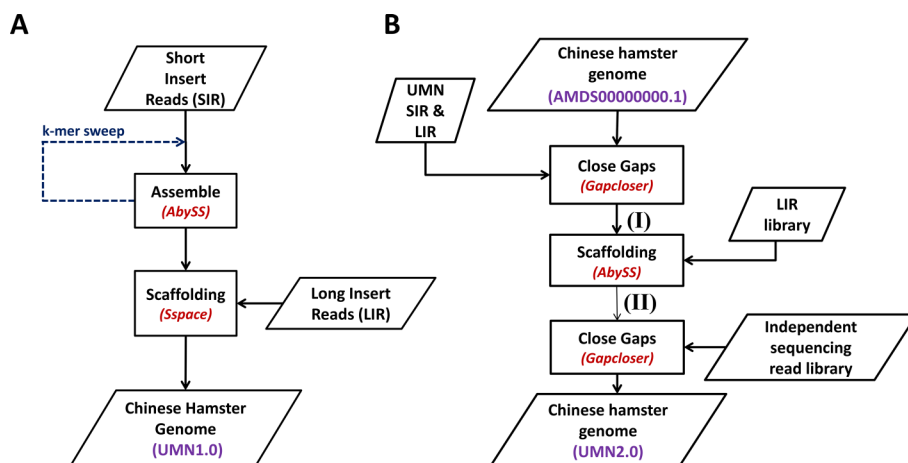 A
Short
Insert
Reads (SIR)
k-mer sweep
Assemble
(AbySS)
Scaffolding
(Sspace)
Long Insert
Reads (LIR)
Chinese Hamster
Genome
(UMN1.0)
B
Chinese hamster
genome
(AMDS00000000.1)
UMN
SIR &
LIR
Close Gaps
(Gapcloser)
(I)
LIR
library
Scaffolding
(AbySS)
(II)
Close Gaps
(Gapcloser)
Independent
sequencing
read library
Chinese hamster
genome
(UMN2.0)